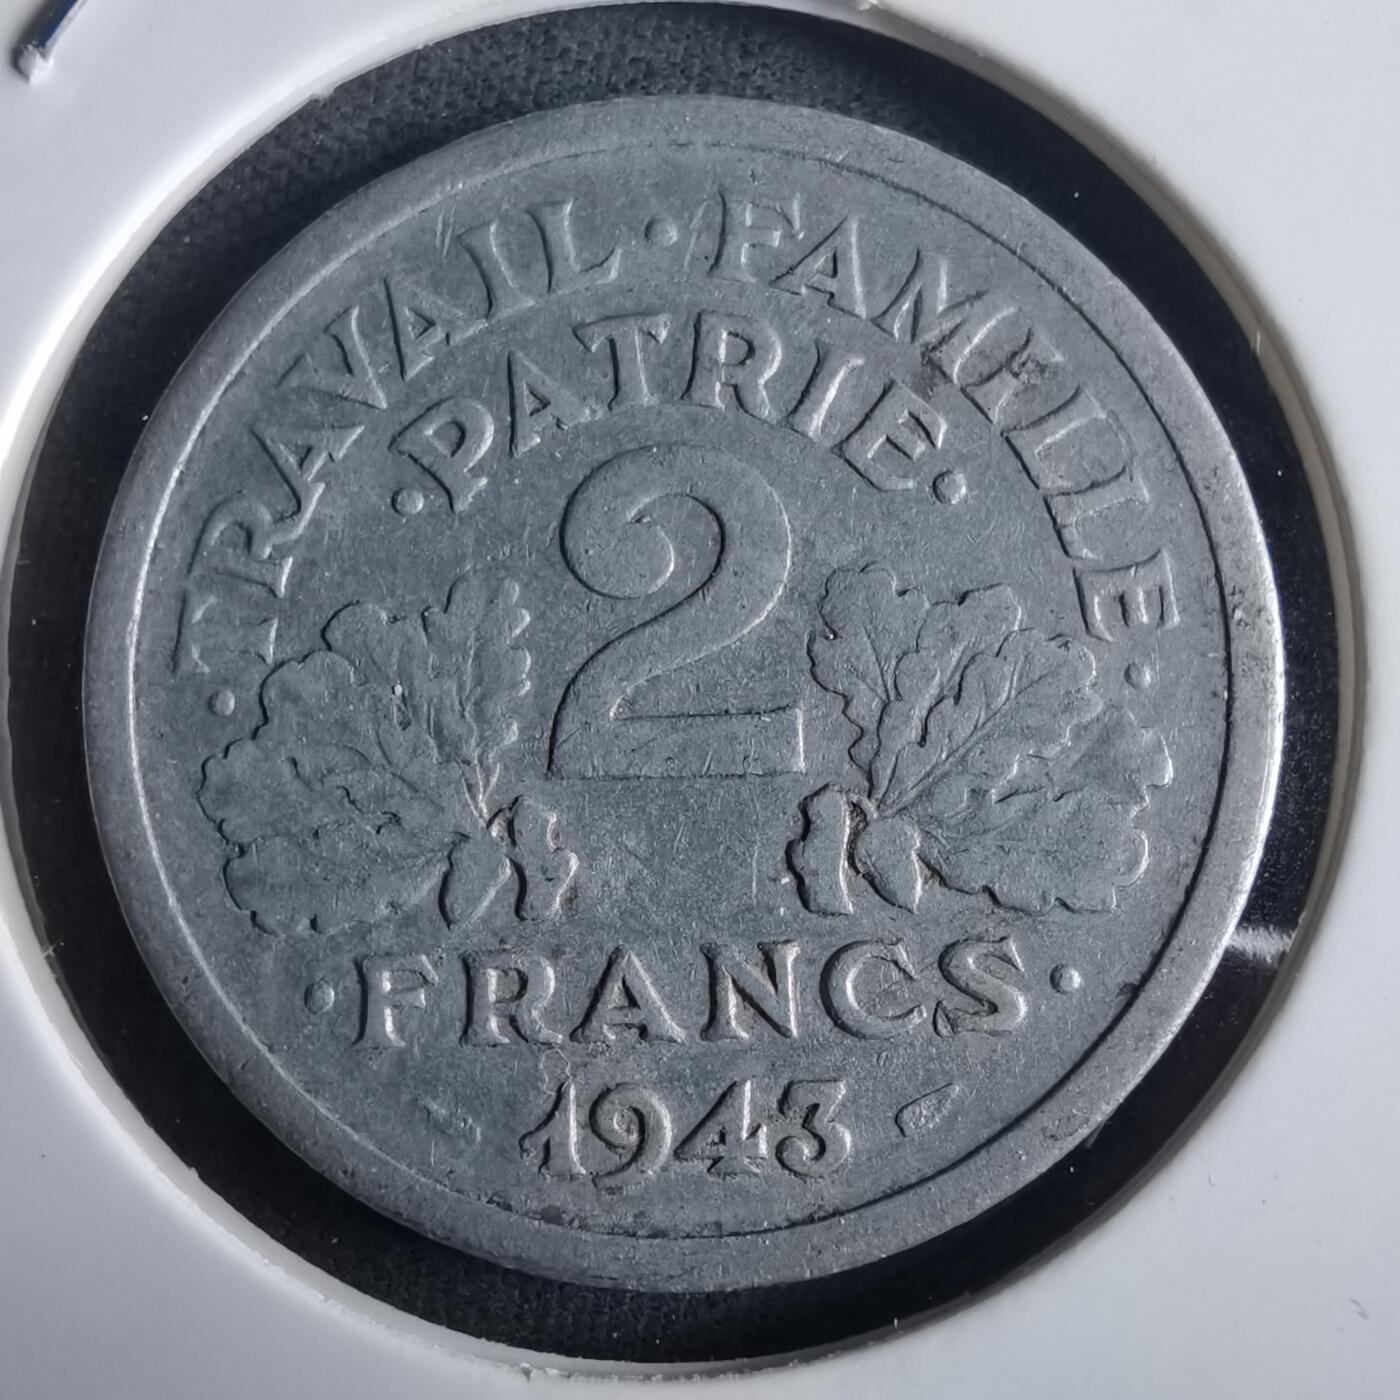 ·TRAVAIL·FAMILLE·
·PATRIE·
2
·FRANCS·
1943